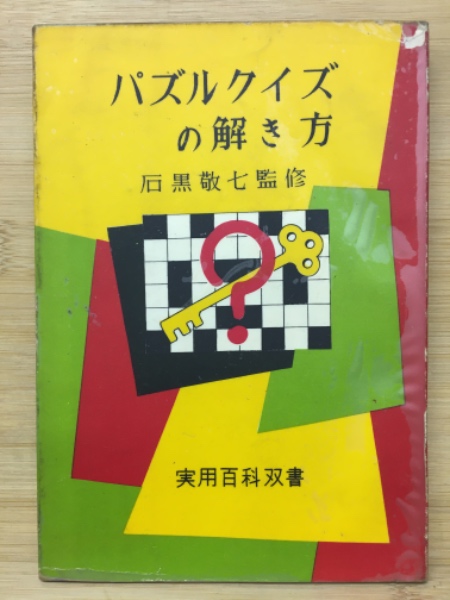 パズルクイズ
の解き方
石黒敬七監修
?
実用百科双書